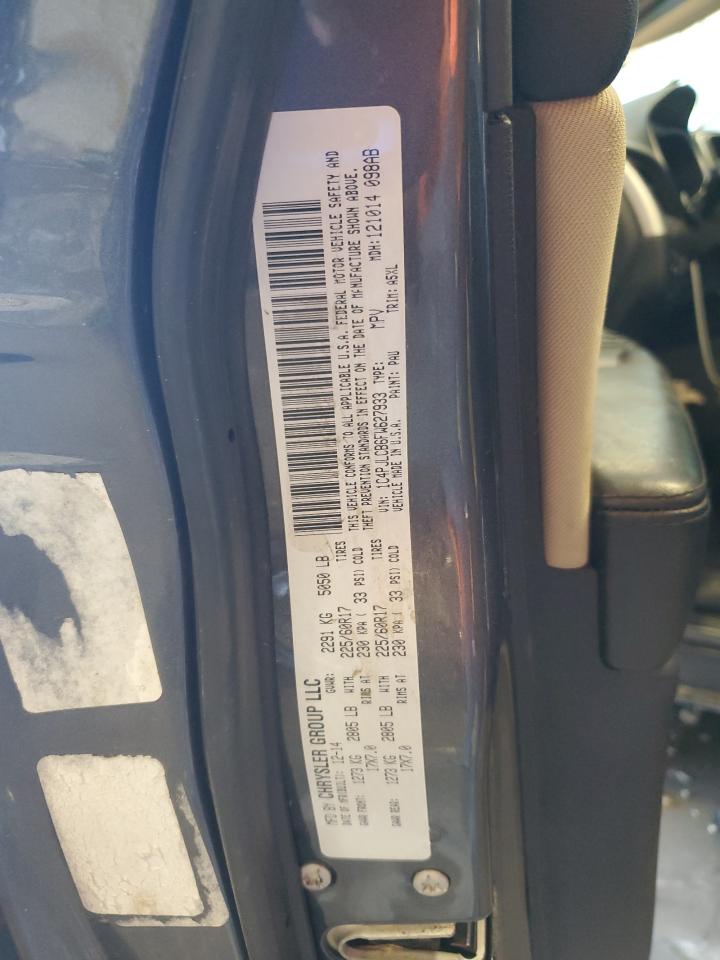 MFD BY CHRYSLER GROUP LLC
DATE OF MFR(BUILT): 12-14 GVWR: 2291 KG 5050 LB
GAWR FRONT: 1273 KG 2805 LB WITH 225/60R17 TIRES
17X7.0 RIMS AT 230 KPA ( 33 PSI) COLD
GAWR REAR: 1273 KG 2805 LB WITH 225/60R17 TIRES
17X7.0 RIMS AT 230 KPA ( 33 PSI) COLD
THIS VEHICLE CONFORMS TO ALL APPLICABLE U.S.A. FEDERAL MOTOR VEHICLE SAFETY AND
THEFT PREVENTION STANDARDS IN EFFECT ON THE DATE OF MANUFACTURE SHOWN ABOVE.
VIN: 1C4PJLCB6FW627933 TYPE: MPV MDH: 121014 098AB
VEHICLE MADE IN U.S.A. PAINT: PAU TRIM: A5XL